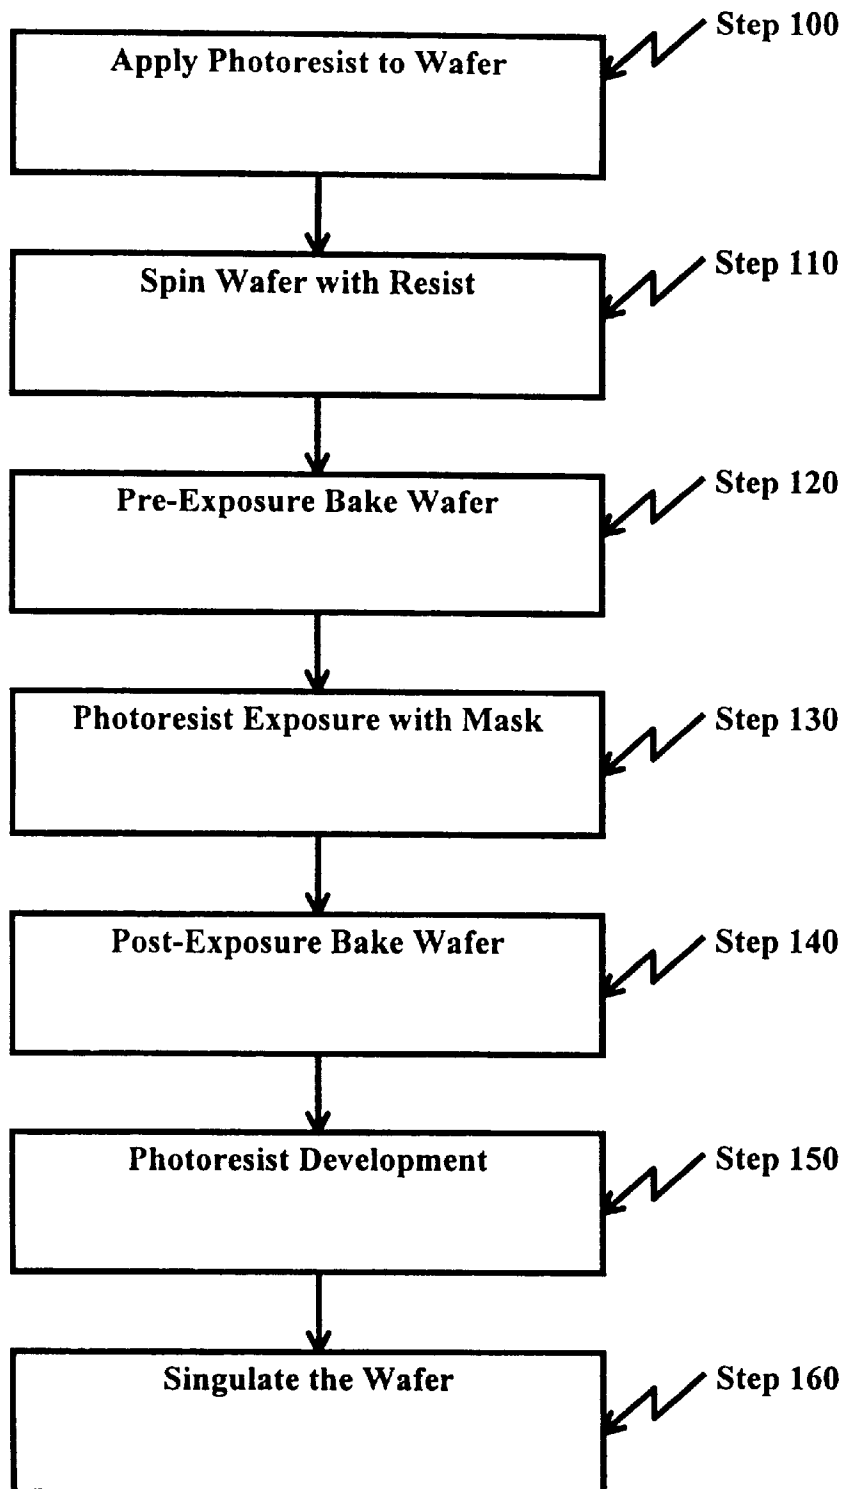 Step 100
Apply Photoresist to Wafer
Step 110
Spin Wafer with Resist
Step 120
Pre-Exposure Bake Wafer
Step 130
Photoresist Exposure with Mask
Step 140
Post-Exposure Bake Wafer
Step 150
Photoresist Development
Step 160
Singulate the Wafer